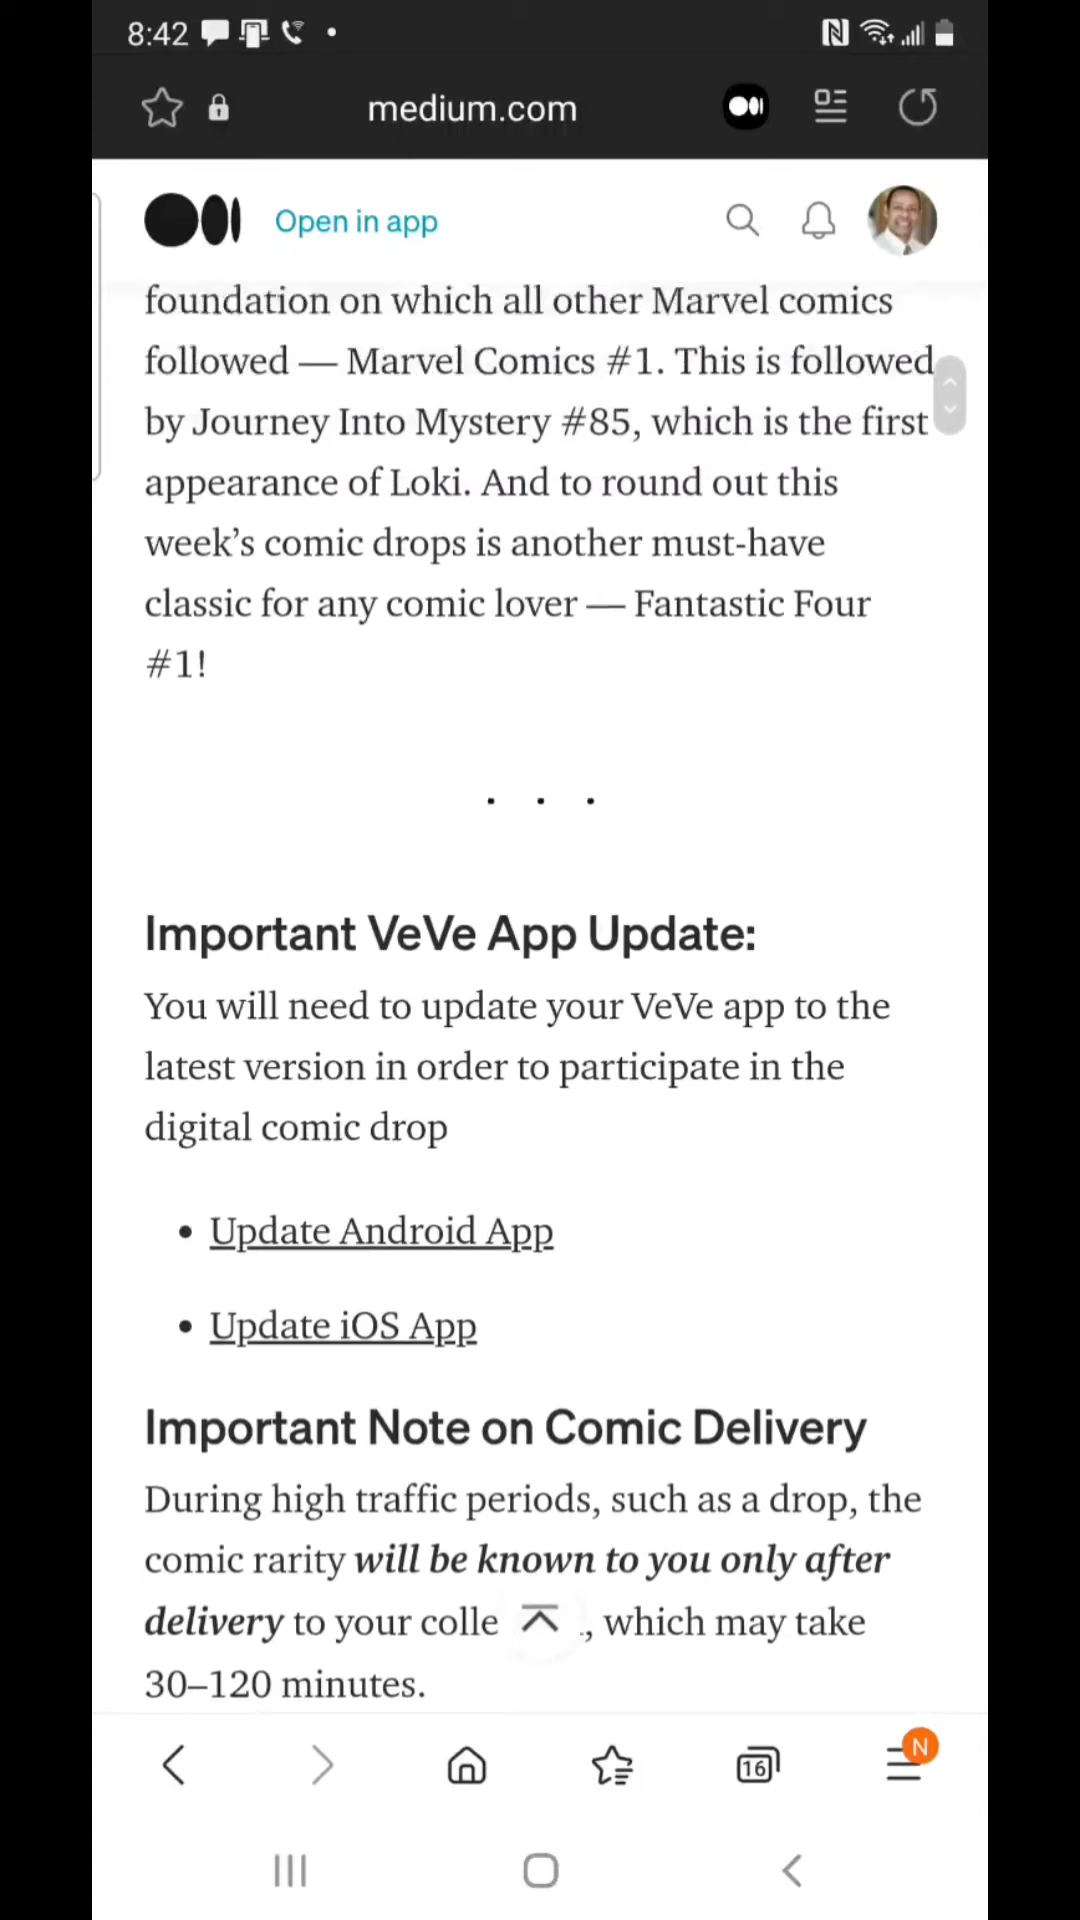 8:42
medium.com
Open in app
foundation on which all other Marvel comics
followed — Marvel Comics #1. This is followed
by Journey Into Mystery #85, which is the first
appearance of Loki. And to round out this
week’s comic drops is another must-have
classic for any comic lover — Fantastic Four
#1!
. . .
Important VeVe App Update:
You will need to update your VeVe app to the
latest version in order to participate in the
digital comic drop
• Update Android App
• Update iOS App
Important Note on Comic Delivery
During high traffic periods, such as a drop, the
comic rarity will be known to you only after
delivery to your colle , which may take
30–120 minutes.
16
N